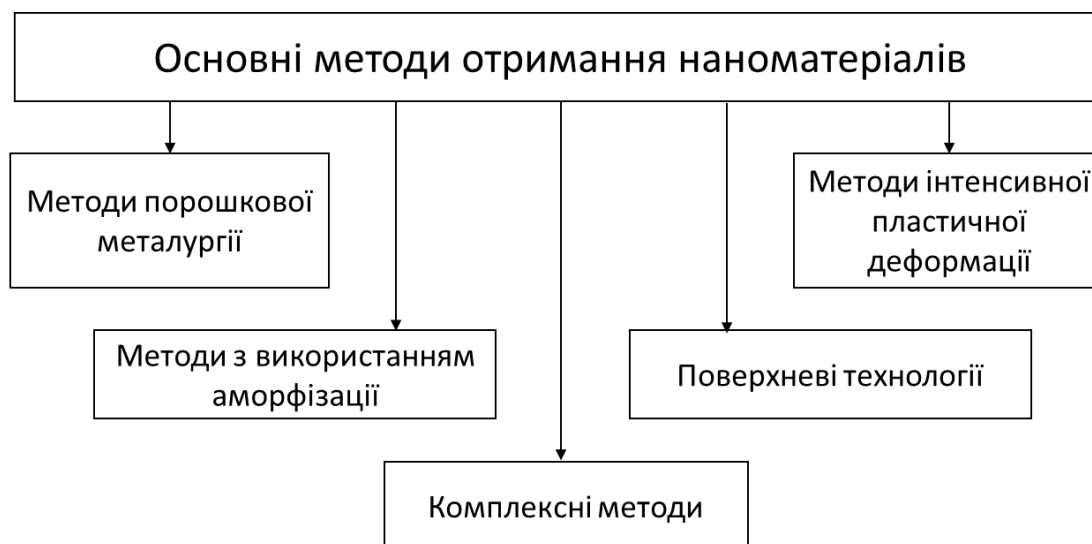 Основні методи отримання наноматеріалів
Методи порошкової
металургії
Методи інтенсивної
пластичної
деформації
Методи з використанням
аморфізації
Поверхневі технології
Комплексні методи